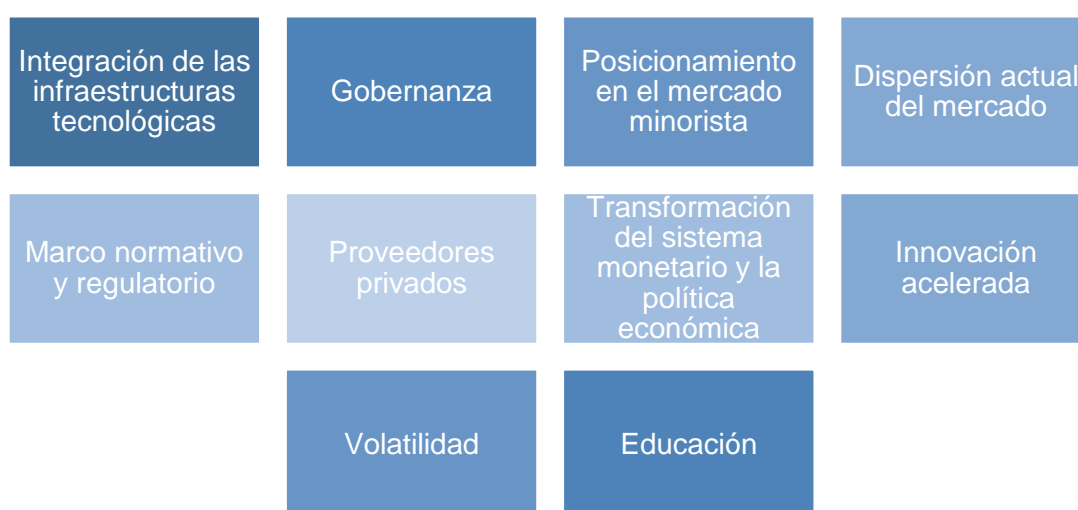 Integración de las
infraestructuras
tecnológicas
Gobernanza
Posicionamiento
en el mercado
minorista
Dispersión actual
del mercado
Marco normativo
y regulatorio
Proveedores
privados
Transformación
del sistema
monetario y la
política
económica
Innovación
acelerada
Volatilidad
Educación